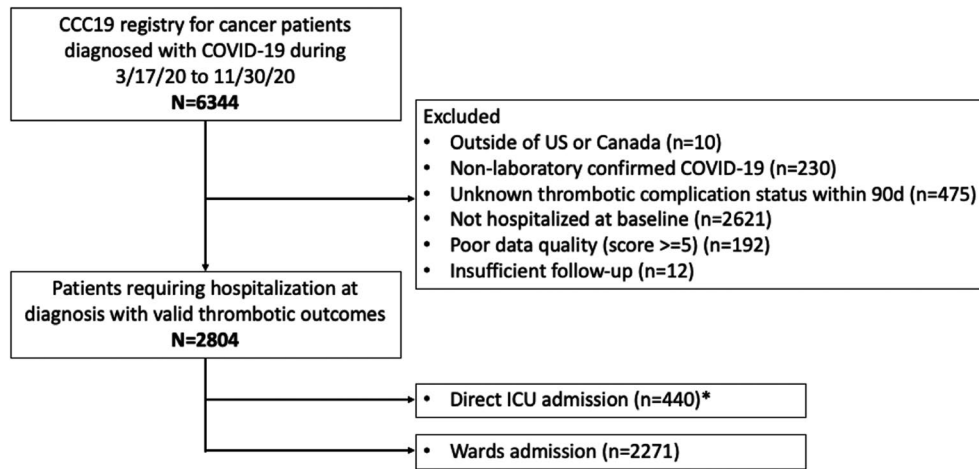 CCC19 registry for cancer patients
diagnosed with COVID-19 during
3/17/20 to 11/30/20
N=6344
Excluded
• Outside of US or Canada (n=10)
• Non-laboratory confirmed COVID-19 (n=230)
• Unknown thrombotic complication status within 90d (n=475)
• Not hospitalized at baseline (n=2621)
• Poor data quality (score >=5) (n=192)
• Insufficient follow-up (n=12)
Patients requiring hospitalization at
diagnosis with valid thrombotic outcomes
N=2804
• Direct ICU admission (n=440)*
• Wards admission (n=2271)